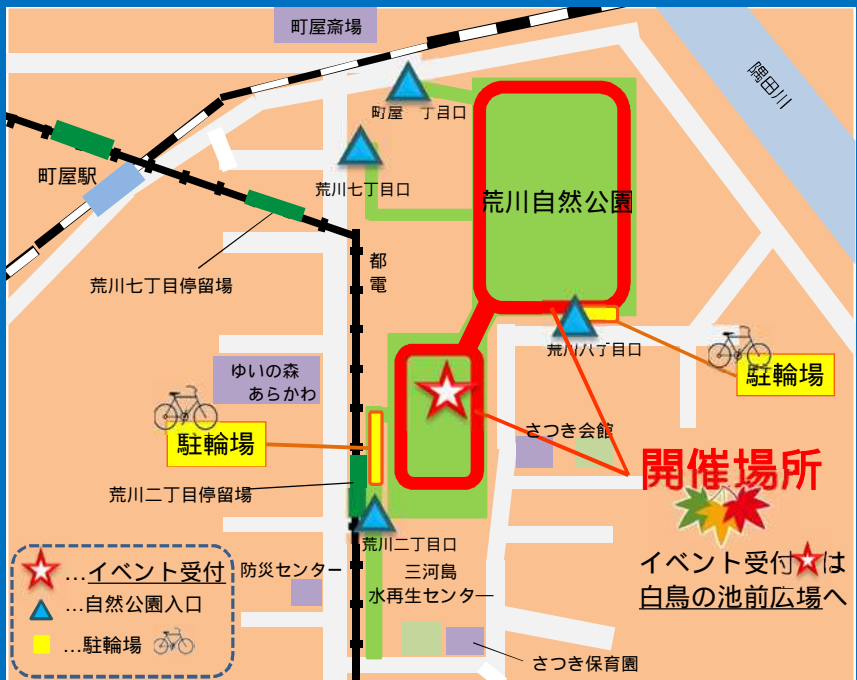 町屋斎場
隅田川
町屋 丁目口
町屋駅
荒川七丁目口
荒川自然公園
都電
荒川七丁目停留場
荒川八丁目口
ゆいの森
あらかわ
駐輪場
駐輪場
さつき会館
開催場所
荒川二丁目停留場
荒川二丁目口
イベント受付☆は
白鳥の池前広場へ
…イベント受付
…自然公園入口
…駐輪場
防災センター
三河島
水再生センター
さつき保育園